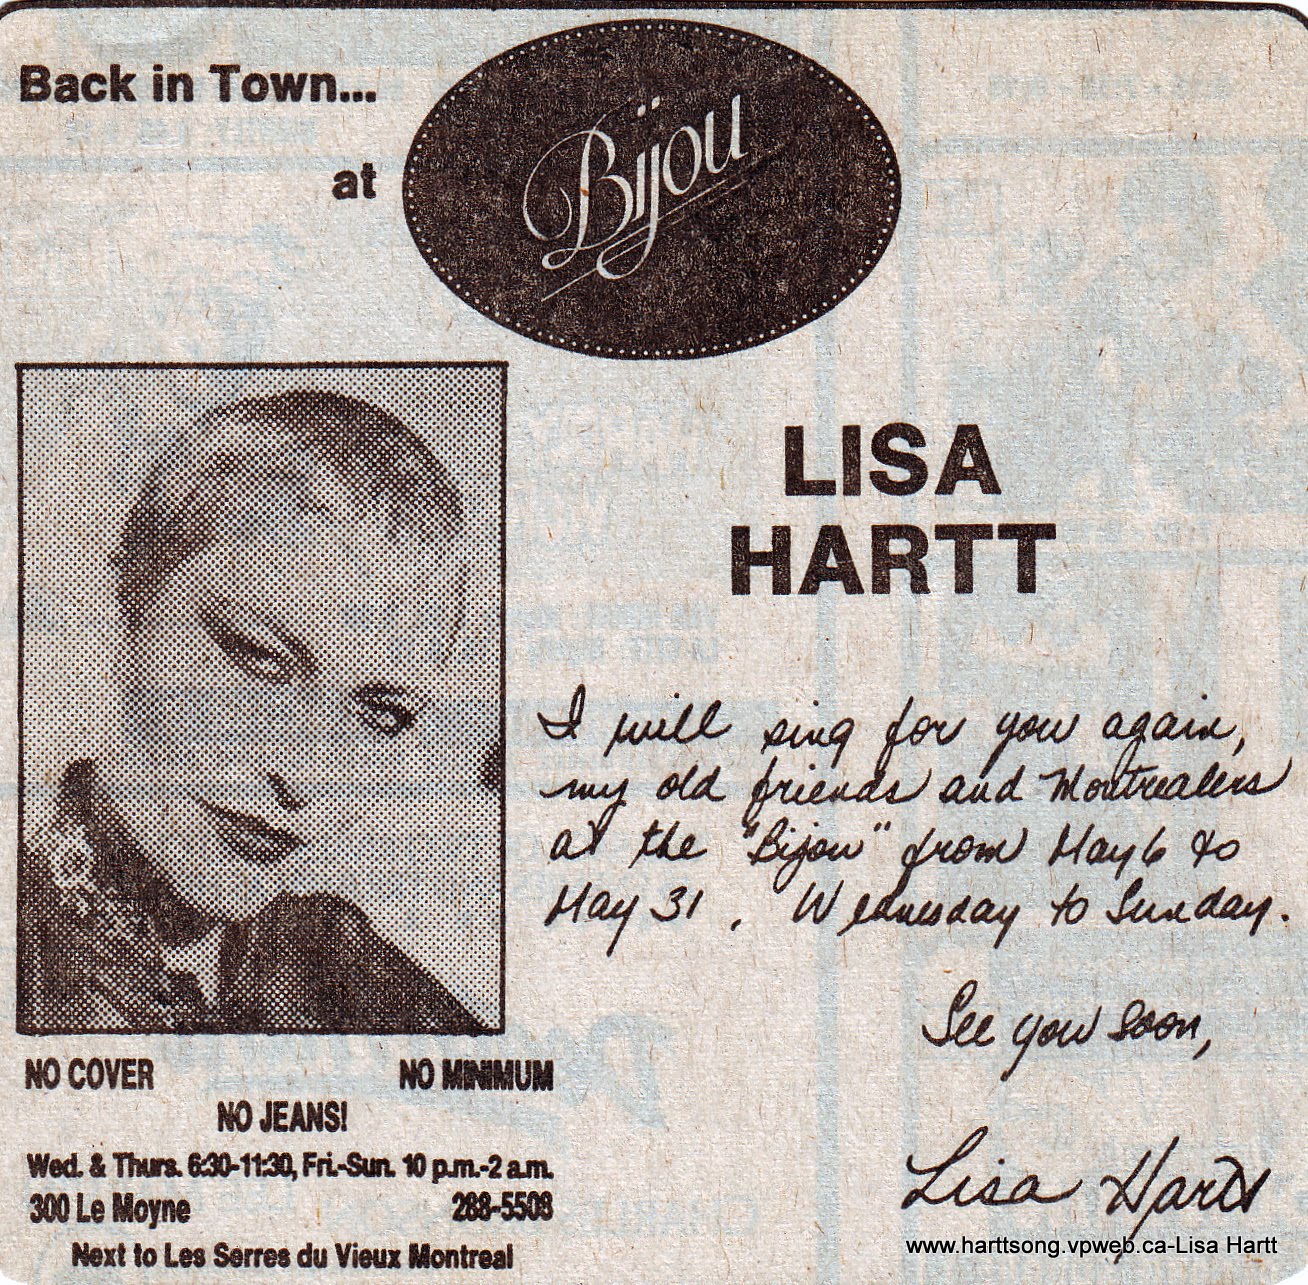 Back in Town...
at
Bijou
LISA
HARTT
I will sing for you again,
my old friends and Montrealers
at the "Bijou" from May 6 to
May 31, Wednesday to Sunday.
See you soon,
Lisa Hartt
NO COVER NO MINIMUM
NO JEANS!
Wed. & Thurs. 6:30-11:30, Fri.-Sun. 10 p.m.-2 a.m.
300 Le Moyne 288-5508
Next to Les Serres du Vieux Montreal
www.harttsong.vpweb.ca-Lisa Hartt